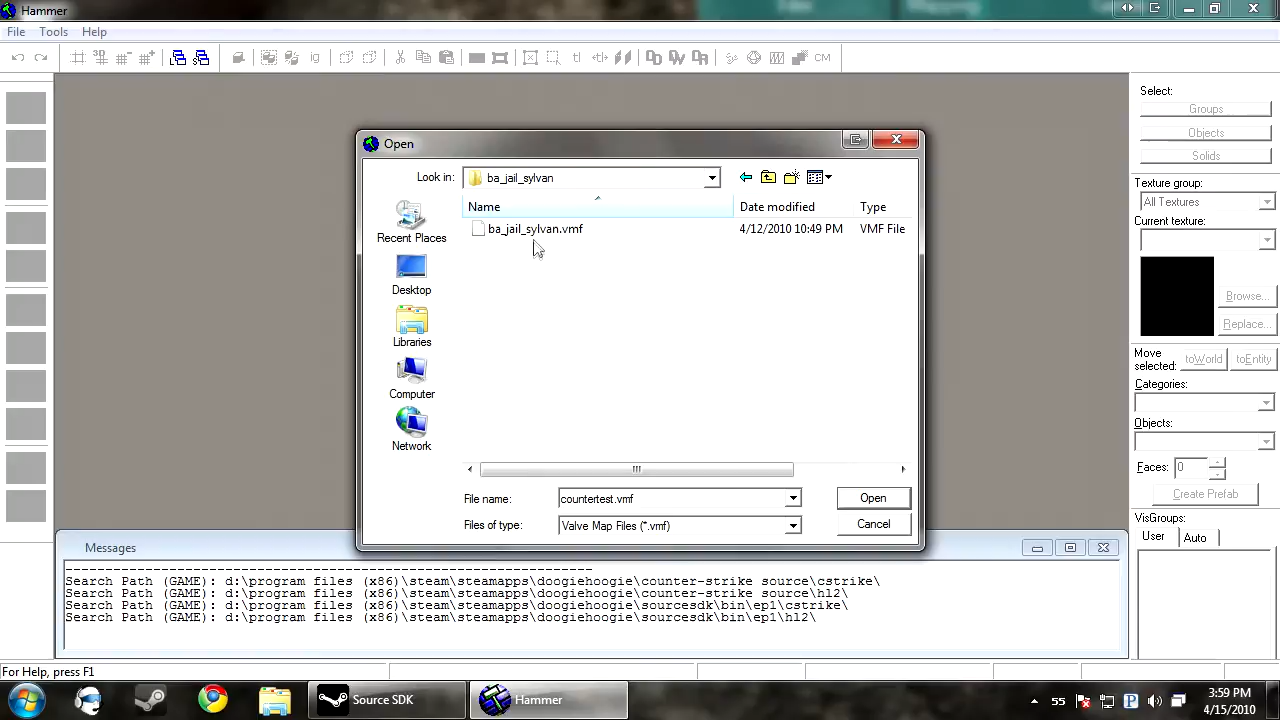 Hammer
File Tools Help
Select:
Groups
Objects
Solids
Texture group:
All Textures
Current texture:
Browse...
Replace...
Move selected:
toWorld
toEntity
Categories:
Objects:
Faces: 0
Create Prefab
VisGroups:
User Auto
Open
Look in: ba_jail_sylvan
Name Date modified Type
ba_jail_sylvan.vmf 4/12/2010 10:49 PM VMF File
Recent Places
Desktop
Libraries
Computer
Network
File name: countertest.vmf Open
Files of type: Valve Map Files (*.vmf) Cancel
Messages
Search Path (GAME): d:\program files (x86)\steam\steamapps\doogiehoogie\counter-strike source\cstrike\
Search Path (GAME): d:\program files (x86)\steam\steamapps\doogiehoogie\counter-strike source\hl2\
Search Path (GAME): d:\program files (x86)\steam\steamapps\doogiehoogie\sourcesdk\bin\ep1\cstrike\
Search Path (GAME): d:\program files (x86)\steam\steamapps\doogiehoogie\sourcesdk\bin\ep1\hl2\
For Help, press F1
Source SDK Hammer 55 3:59 PM
4/15/2010